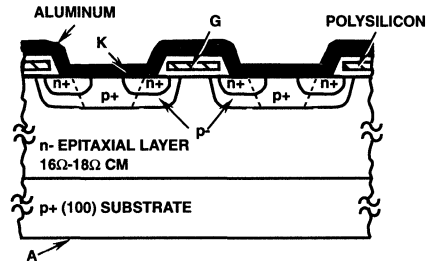 ALUMINUM
G
POLYSILICON
K
n+ n+ n+ n+
p+ p+
p-
n- EPITAXIAL LAYER
16Ω-18Ω CM
p+ (100) SUBSTRATE
A